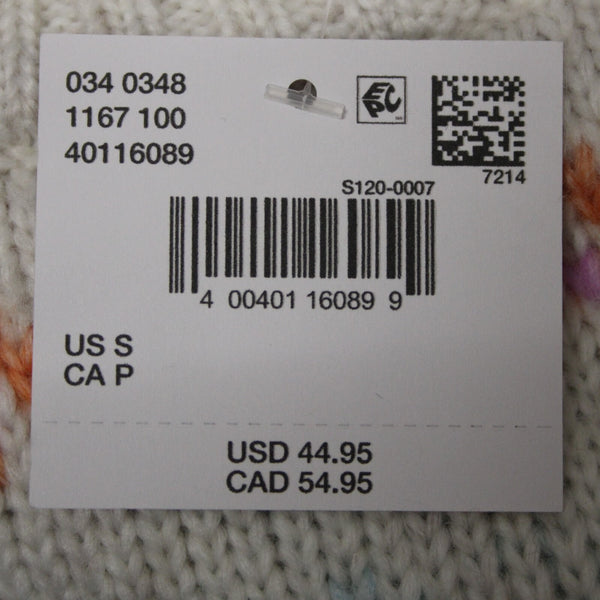 034 0348
1167 100
40116089
EPC
7214
S120-0007
4 00401 16089 9
US S
CA P
USD 44.95
CAD 54.95